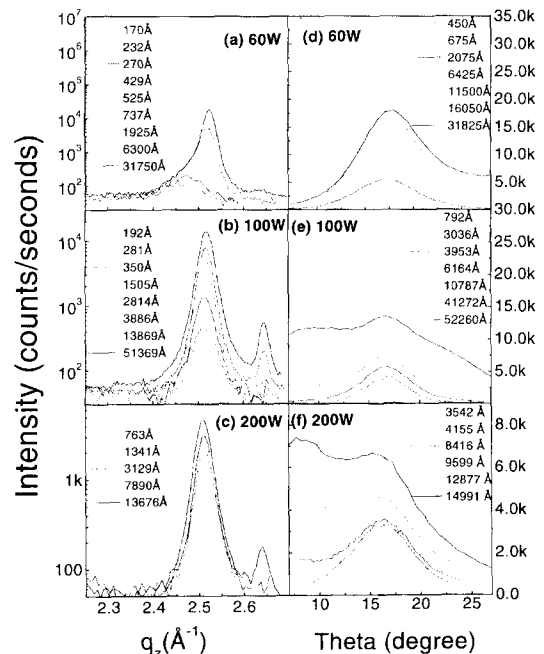 Intensity (counts/seconds)
10^7
10^6
10^5
10^4
10^3
10^2
(a) 60W
170Å
232Å
270Å
429Å
525Å
737Å
1925Å
6300Å
31750Å
(d) 60W
450Å
675Å
2075Å
6425Å
11500Å
16050Å
31825Å
35.0k
30.0k
25.0k
20.0k
15.0k
10.0k
5.0k
30.0k
10^4
10^3
10^2
(b) 100W
192Å
281Å
350Å
1505Å
2814Å
3886Å
13869Å
51369Å
(e) 100W
792Å
3036Å
3953Å
6164Å
10787Å
41272Å
52260Å
25.0k
20.0k
15.0k
10.0k
5.0k
1k
100
(c) 200W
763Å
1341Å
3129Å
7890Å
13676Å
(f) 200W
3542 Å
4155 Å
8416 Å
9599 Å
12877 Å
14991 Å
8.0k
6.0k
4.0k
2.0k
0.0
2.3 2.4 2.5 2.6
10 15 20 25
q_z(Å^-1)
Theta (degree)